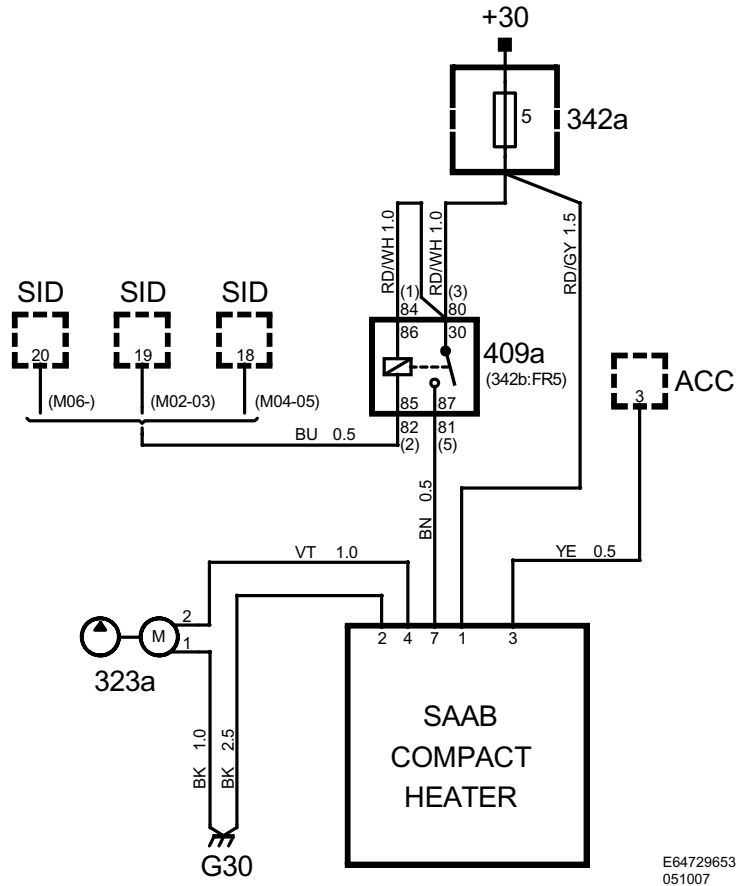 +30
5
342a
RD/WH 1.0
RD/WH 1.0
RD/GY 1.5
SID
SID
SID
20
19
18
(M06-)
(M02-03)
(M04-05)
(1)
(3)
84
80
86
30
409a
(342b:FR5)
85
87
82
81
(2)
(5)
BU 0.5
ACC
3
BN 0.5
VT 1.0
YE 0.5
2
1
M
323a
BK 1.0
BK 2.5
G30
2 4 7 1 3
SAAB
COMPACT
HEATER
E64729653
051007